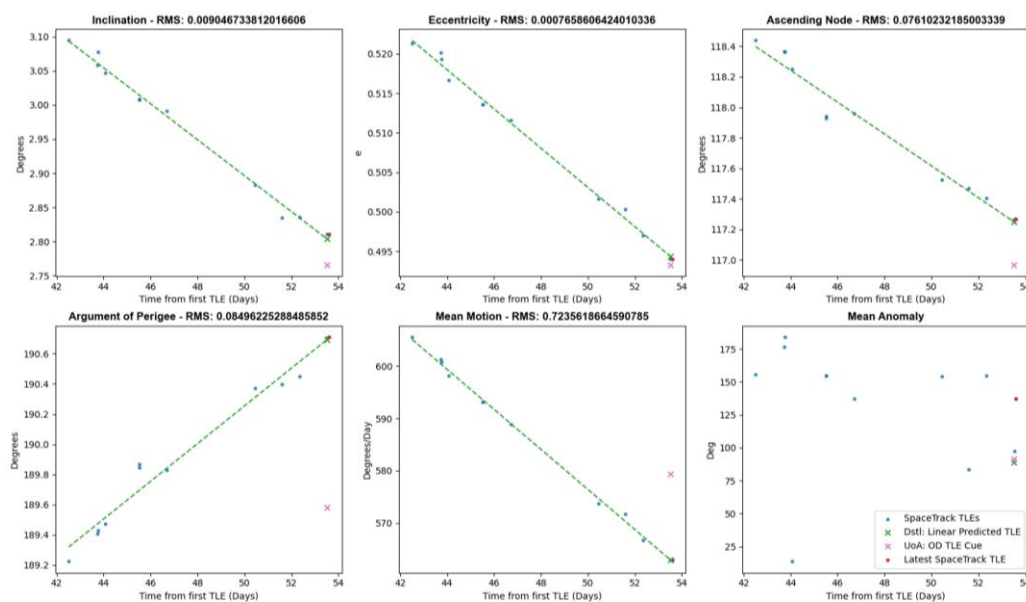 Inclination - RMS: 0.009046733812016606
Eccentricity - RMS: 0.0007658606424010336
Ascending Node - RMS: 0.07610232185003339
3.10
3.05
3.00
2.95
2.90
2.85
2.80
2.75
Degrees
42 44 46 48 50 52 54
Time from first TLE (Days)
0.520
0.515
0.510
0.505
0.500
0.495
e
42 44 46 48 50 52 54
Time from first TLE (Days)
118.4
118.2
118.0
117.8
117.6
117.4
117.2
117.0
Degrees
42 44 46 48 50 52 54
Time from first TLE (Days)
Argument of Perigee - RMS: 0.08496225288485852
Mean Motion - RMS: 0.7235618664590785
Mean Anomaly
190.6
190.4
190.2
190.0
189.8
189.6
189.4
189.2
Degrees
42 44 46 48 50 52 54
Time from first TLE (Days)
600
590
580
570
Degrees/Day
42 44 46 48 50 52 54
Time from first TLE (Days)
175
150
125
100
75
50
25
Deg
42 44 46 48 50 52 54
Time from first TLE (Days)
SpaceTrack TLEs
Dstl: Linear Predicted TLE
UoA: OD TLE Cue
Latest SpaceTrack TLE